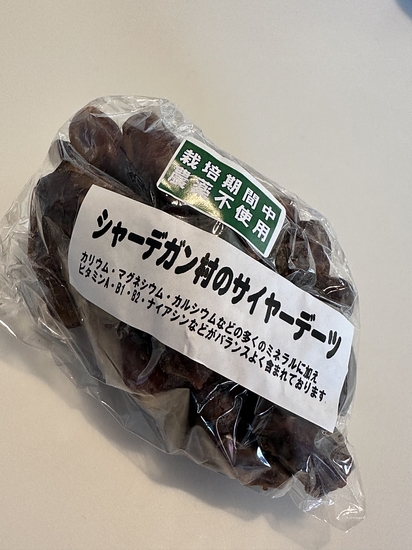 栽培期間中
農薬不使用
シャーデガン村のサイヤーデーツ
カリウム・マグネシウム・カルシウムなどの多くのミネラルに加え
ビタミンA・B1・B2・ナイアシンなどがバランスよく含まれております